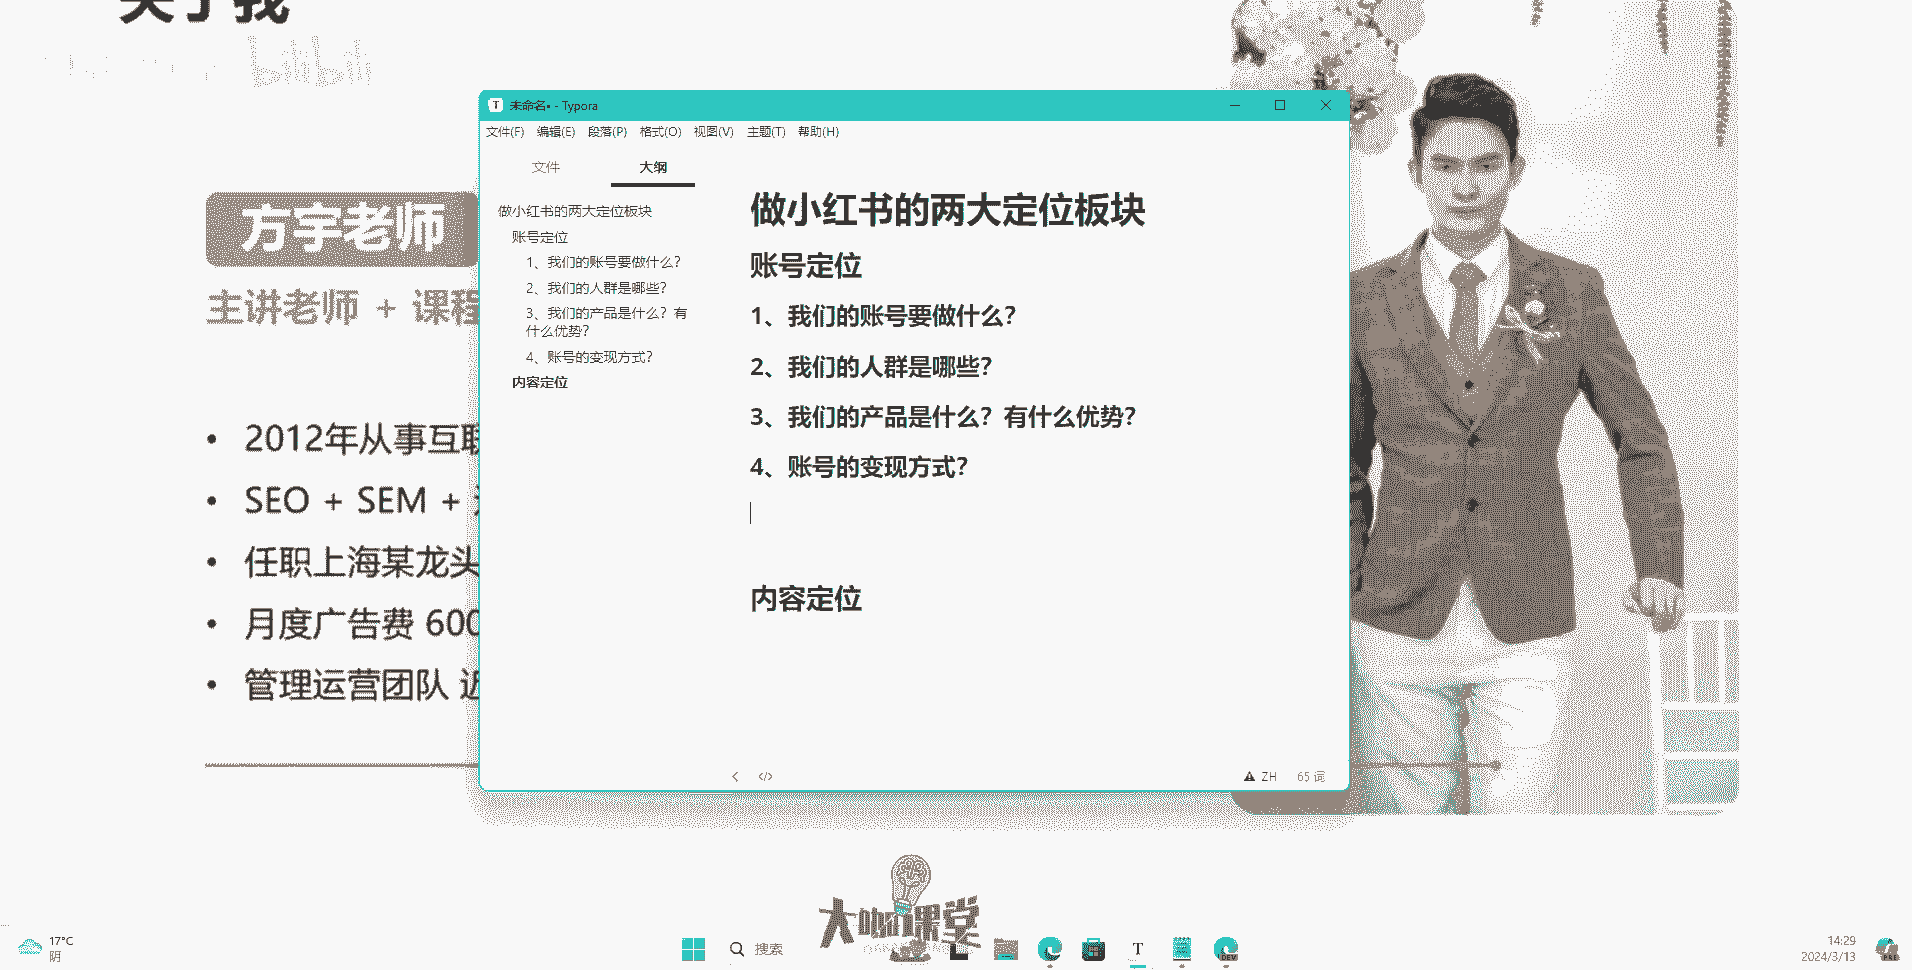 关于我
bilibili
方宇老师
主讲老师 + 课程
2012年从事互联
SEO + SEM +
任职上海某龙头
月度广告费 600
管理运营团队 近
未命名• - Typora
文件(F) 编辑(E) 段落(P) 格式(O) 视图(V) 主题(T) 帮助(H)
文件 大纲
做小红书的两大定位板块
账号定位
1、我们的账号要做什么?
2、我们的人群是哪些?
3、我们的产品是什么? 有
什么优势?
4、账号的变现方式?
内容定位
做小红书的两大定位板块
账号定位
1、我们的账号要做什么?
2、我们的人群是哪些?
3、我们的产品是什么? 有什么优势?
4、账号的变现方式?
内容定位
</> ZH 65 词
大咖课堂
17°C
阴
搜索
T
DEV
14:29
2024/3/13
PRE